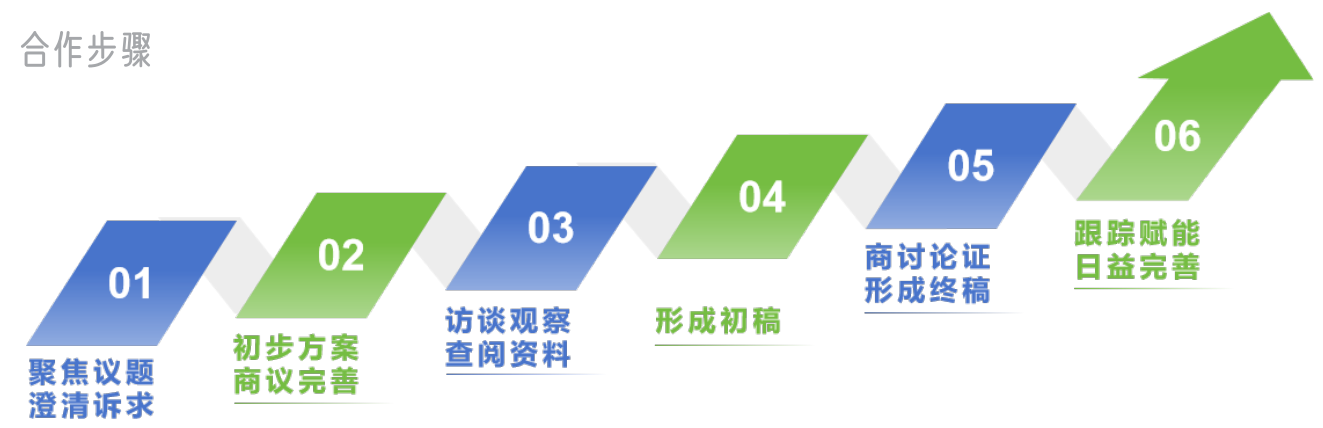 合作步骤
01
聚焦议题
澄清诉求
02
初步方案
商议完善
03
访谈观察
查阅资料
04
形成初稿
05
商讨论证
形成终稿
06
跟踪赋能
日益完善